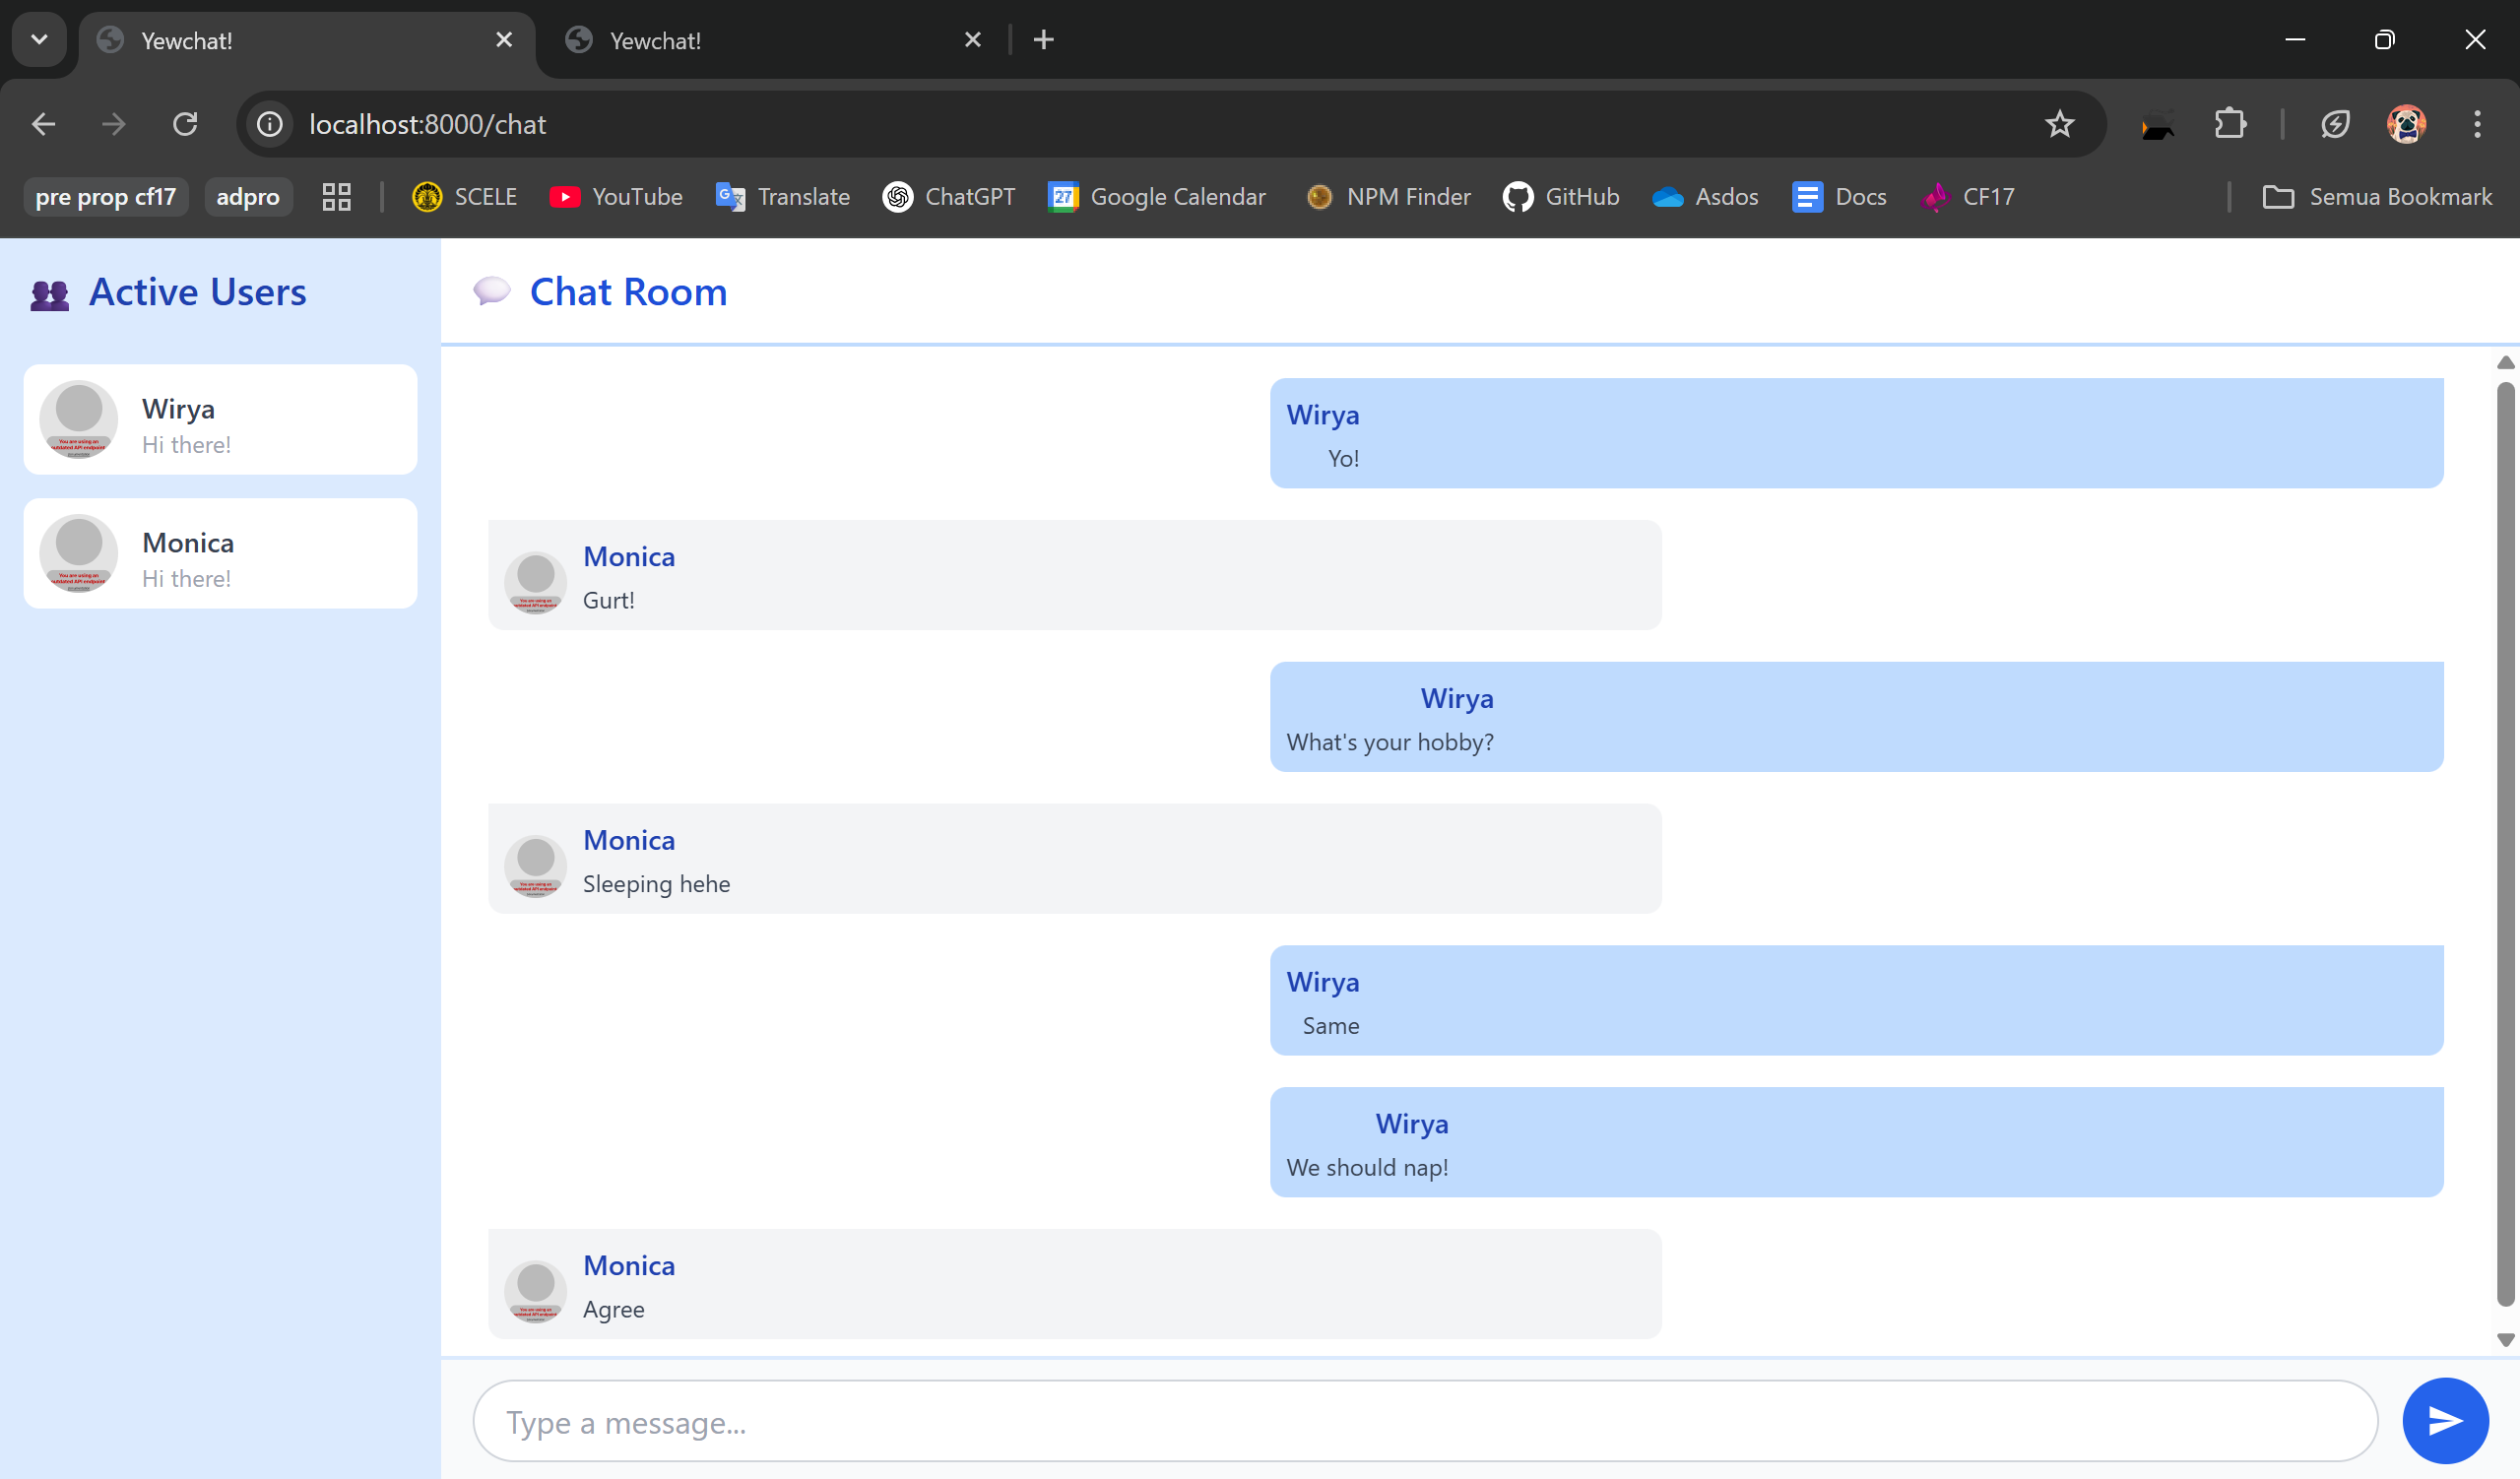 Yewchat!
Yewchat!
localhost:8000/chat
pre prop cf17 adpro SCELE YouTube Translate ChatGPT 27 Google Calendar NPM Finder GitHub Asdos Docs CF17 Semua Bookmark
Active Users
Wirya
Hi there!
Monica
Hi there!
Chat Room
Wirya
Yo!
Monica
Gurt!
Wirya
What's your hobby?
Monica
Sleeping hehe
Wirya
Same
Wirya
We should nap!
Monica
Agree
Type a message...